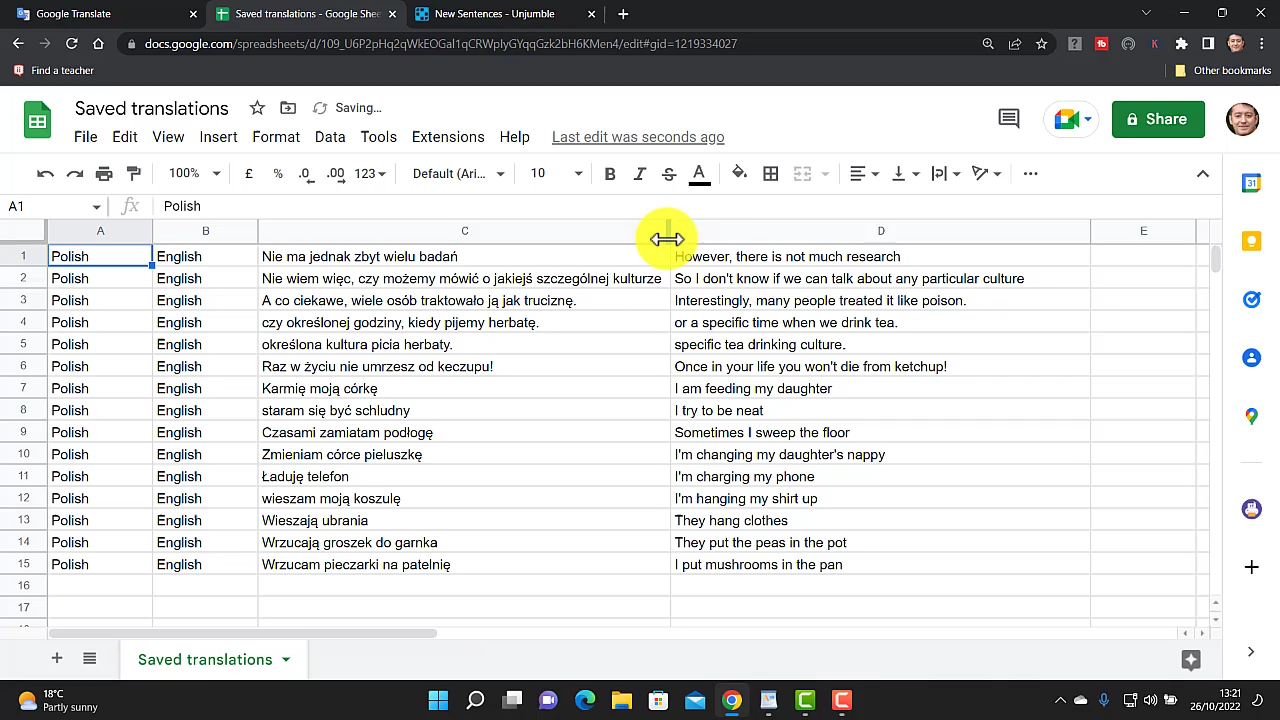 Google Translate
Saved translations - Google Shee
New Sentences - Unjumble
docs.google.com/spreadsheets/d/109_U6P2pHq2qWkEOGal1qCRWplyGYqqGzk2bH6KMen4/edit#gid=1219334027
Find a teacher
Other bookmarks
Saved translations
Saving...
File Edit View Insert Format Data Tools Extensions Help Last edit was seconds ago
Share
100% £ % .0 .00 123 Default (Ari... 10 B I S A
A1 fx Polish
A B C D E
1 Polish English Nie ma jednak zbyt wielu badań However, there is not much research
2 Polish English Nie wiem więc, czy możemy mówić o jakiejś szczególnej kulturze So I don't know if we can talk about any particular culture
3 Polish English A co ciekawe, wiele osób traktowało ją jak truciznę. Interestingly, many people treated it like poison.
4 Polish English czy określonej godziny, kiedy pijemy herbatę. or a specific time when we drink tea.
5 Polish English określona kultura picia herbaty. specific tea drinking culture.
6 Polish English Raz w życiu nie umrzesz od keczupu! Once in your life you won't die from ketchup!
7 Polish English Karmię moją córkę I am feeding my daughter
8 Polish English staram się być schludny I try to be neat
9 Polish English Czasami zamiatam podłogę Sometimes I sweep the floor
10 Polish English Zmieniam córce pieluszkę I'm changing my daughter's nappy
11 Polish English Ładuję telefon I'm charging my phone
12 Polish English wieszam moją koszulę I'm hanging my shirt up
13 Polish English Wieszają ubrania They hang clothes
14 Polish English Wrzucają groszek do garnka They put the peas in the pot
15 Polish English Wrzucam pieczarki na patelnię I put mushrooms in the pan
16
17
Saved translations
31
18°C
Partly sunny
13:21
26/10/2022